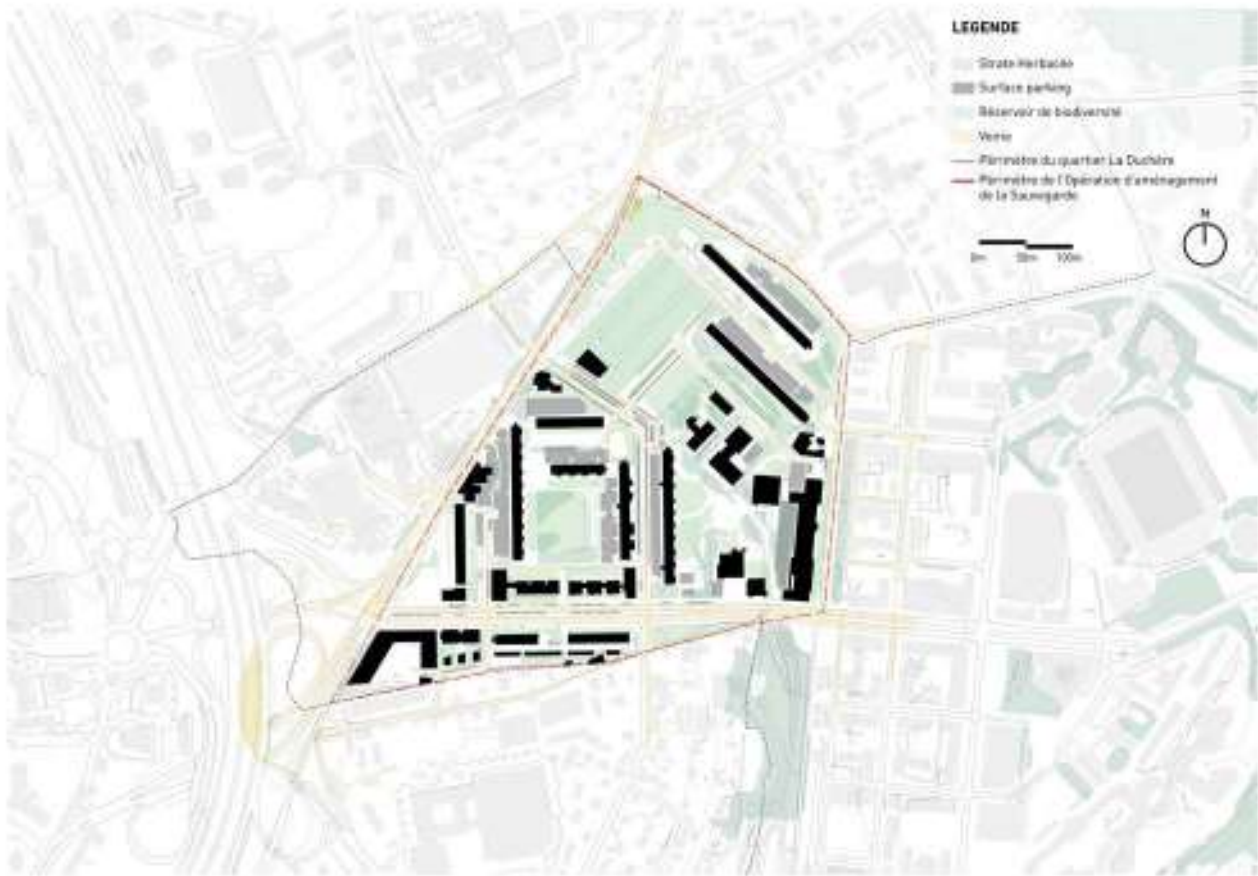 LEGENDE
Strate Herbacée
Surface parking
Réservoir de biodiversité
Voirie
Périmètre du quartier La Duchère
Périmètre de l'Opération d'aménagement
de la Sauvegarde
N
0m 50m 100m